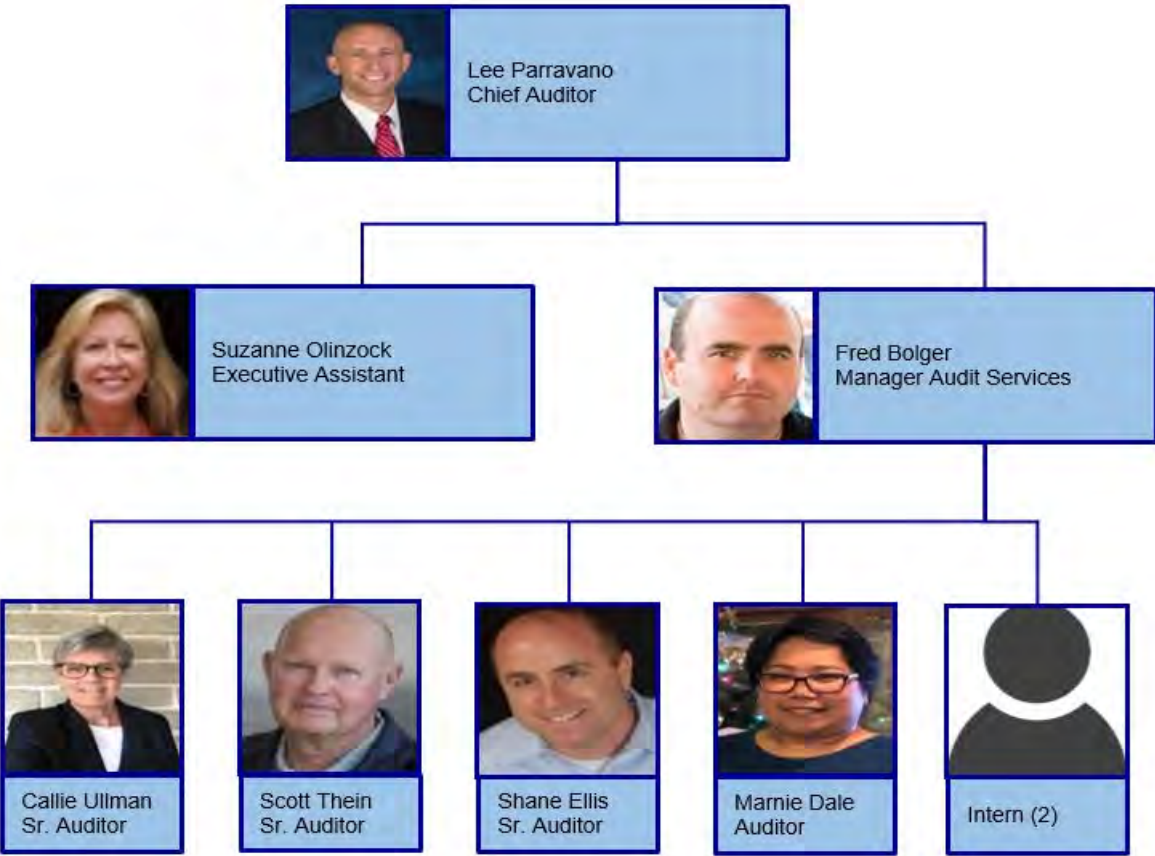 Lee Parravano
Chief Auditor
Suzanne Olinzock
Executive Assistant
Fred Bolger
Manager Audit Services
Callie Ullman
Sr. Auditor
Scott Thein
Sr. Auditor
Shane Ellis
Sr. Auditor
Marnie Dale
Auditor
Intern (2)